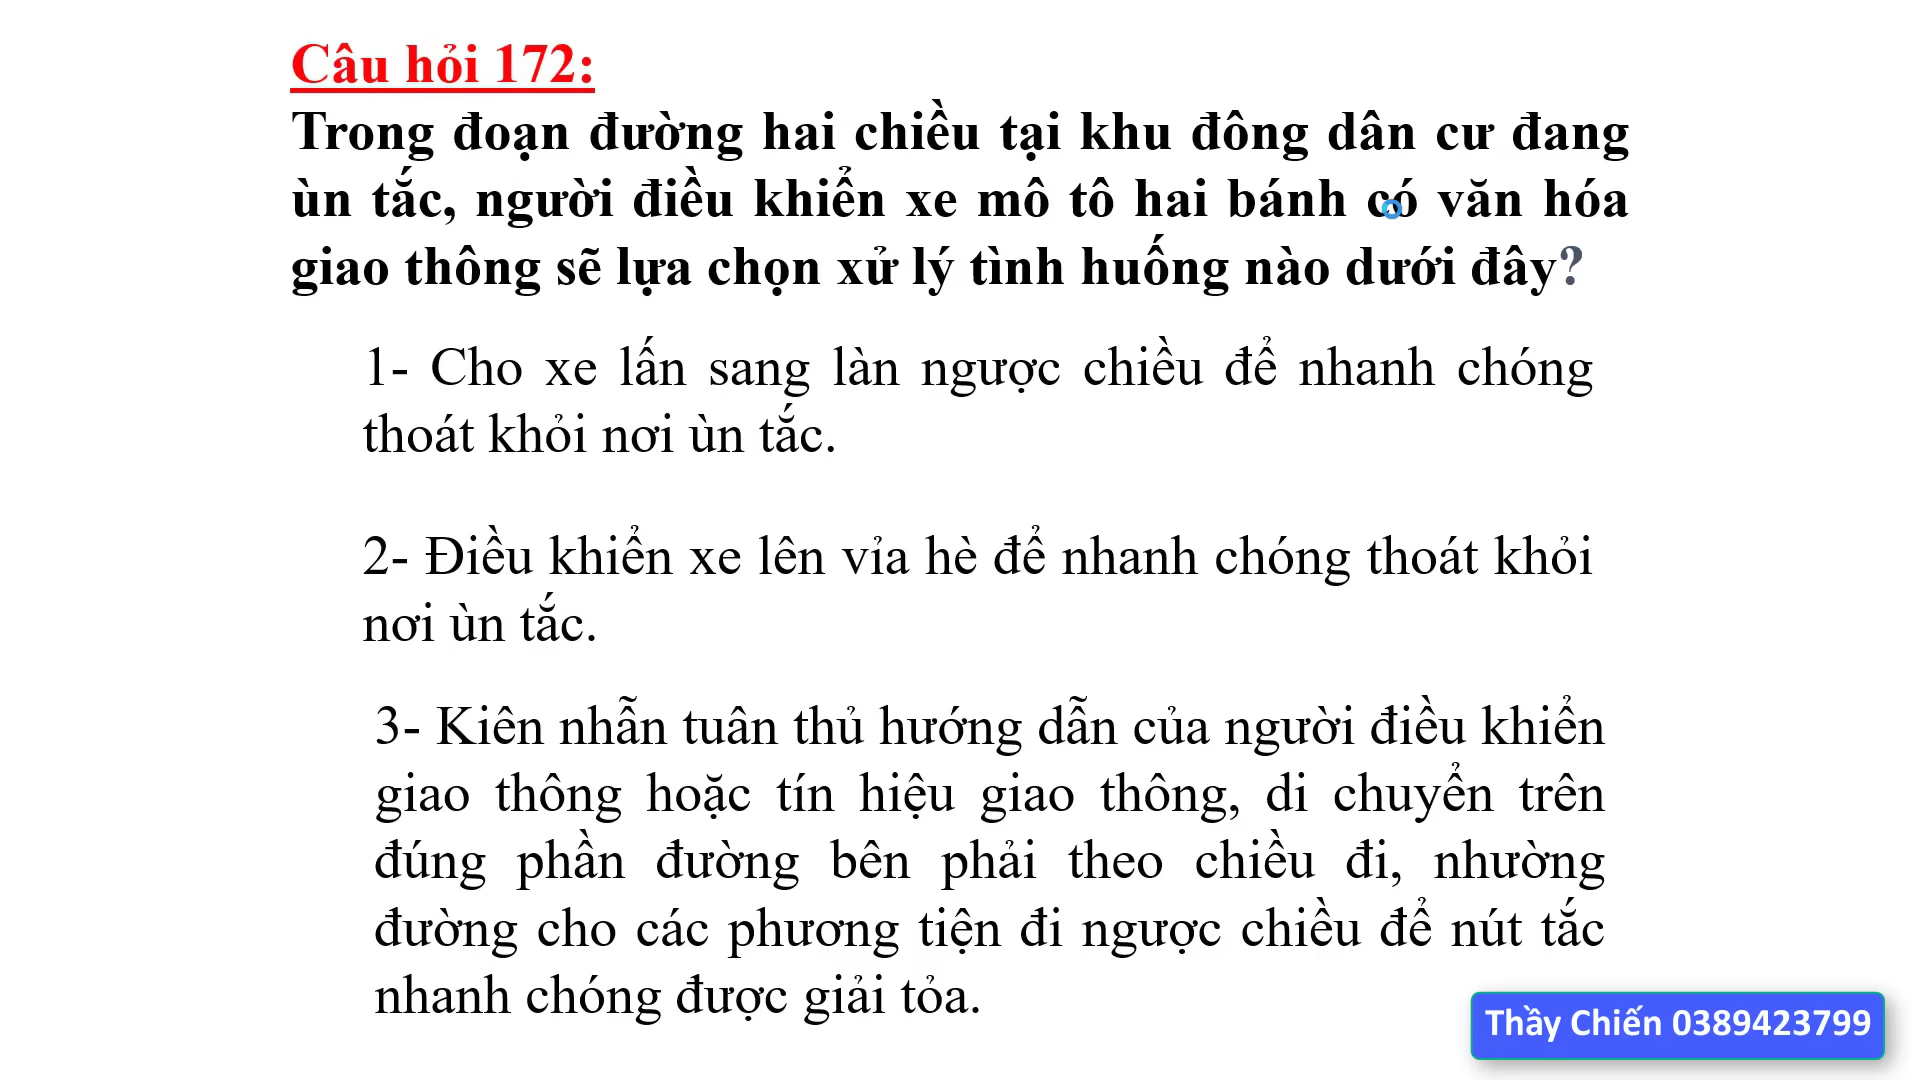 Câu hỏi 172:
Trong đoạn đường hai chiều tại khu đông dân cư đang
ùn tắc, người điều khiển xe mô tô hai bánh có văn hóa
giao thông sẽ lựa chọn xử lý tình huống nào dưới đây?
1- Cho xe lấn sang làn ngược chiều để nhanh chóng
thoát khỏi nơi ùn tắc.
2- Điều khiển xe lên vỉa hè để nhanh chóng thoát khỏi
nơi ùn tắc.
3- Kiên nhẫn tuân thủ hướng dẫn của người điều khiển
giao thông hoặc tín hiệu giao thông, di chuyển trên
đúng phần đường bên phải theo chiều đi, nhường
đường cho các phương tiện đi ngược chiều để nút tắc
nhanh chóng được giải tỏa.
Thầy Chiến 0389423799